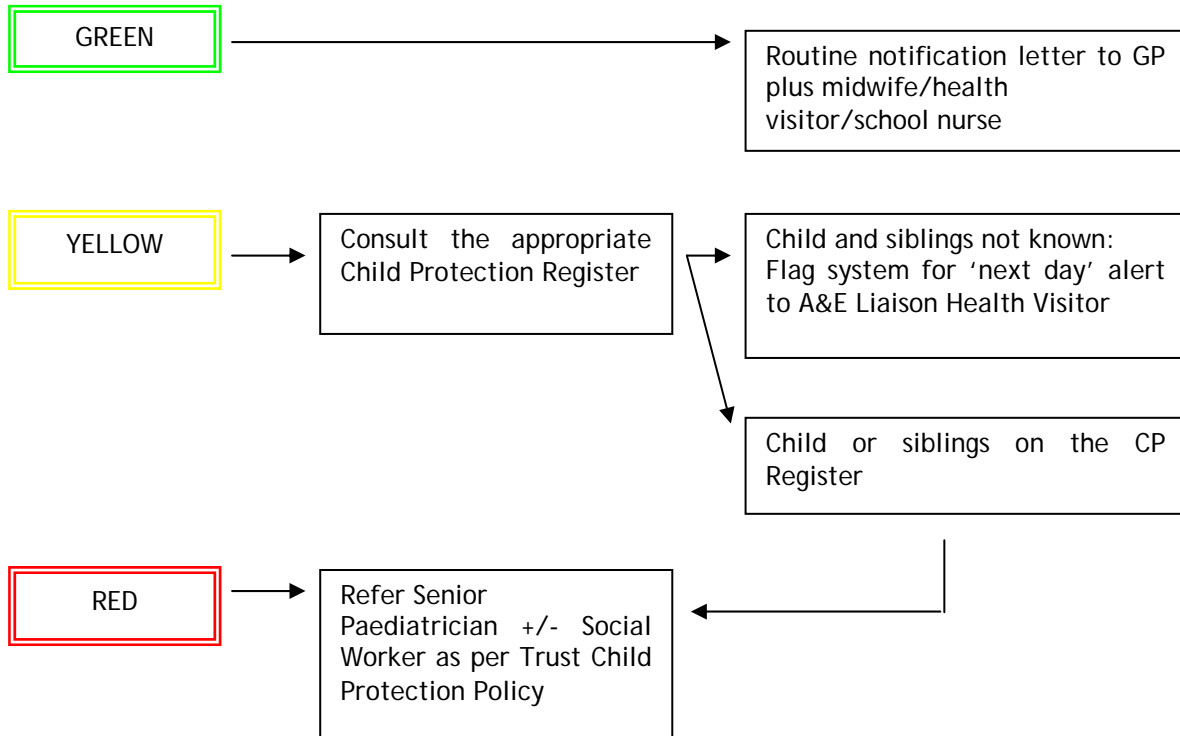 GREEN
Routine notification letter to GP
plus midwife/health
visitor/school nurse
YELLOW
Consult the appropriate
Child Protection Register
Child and siblings not known:
Flag system for ‘next day’ alert
to A&E Liaison Health Visitor
Child or siblings on the CP
Register
RED
Refer Senior
Paediatrician +/- Social
Worker as per Trust Child
Protection Policy